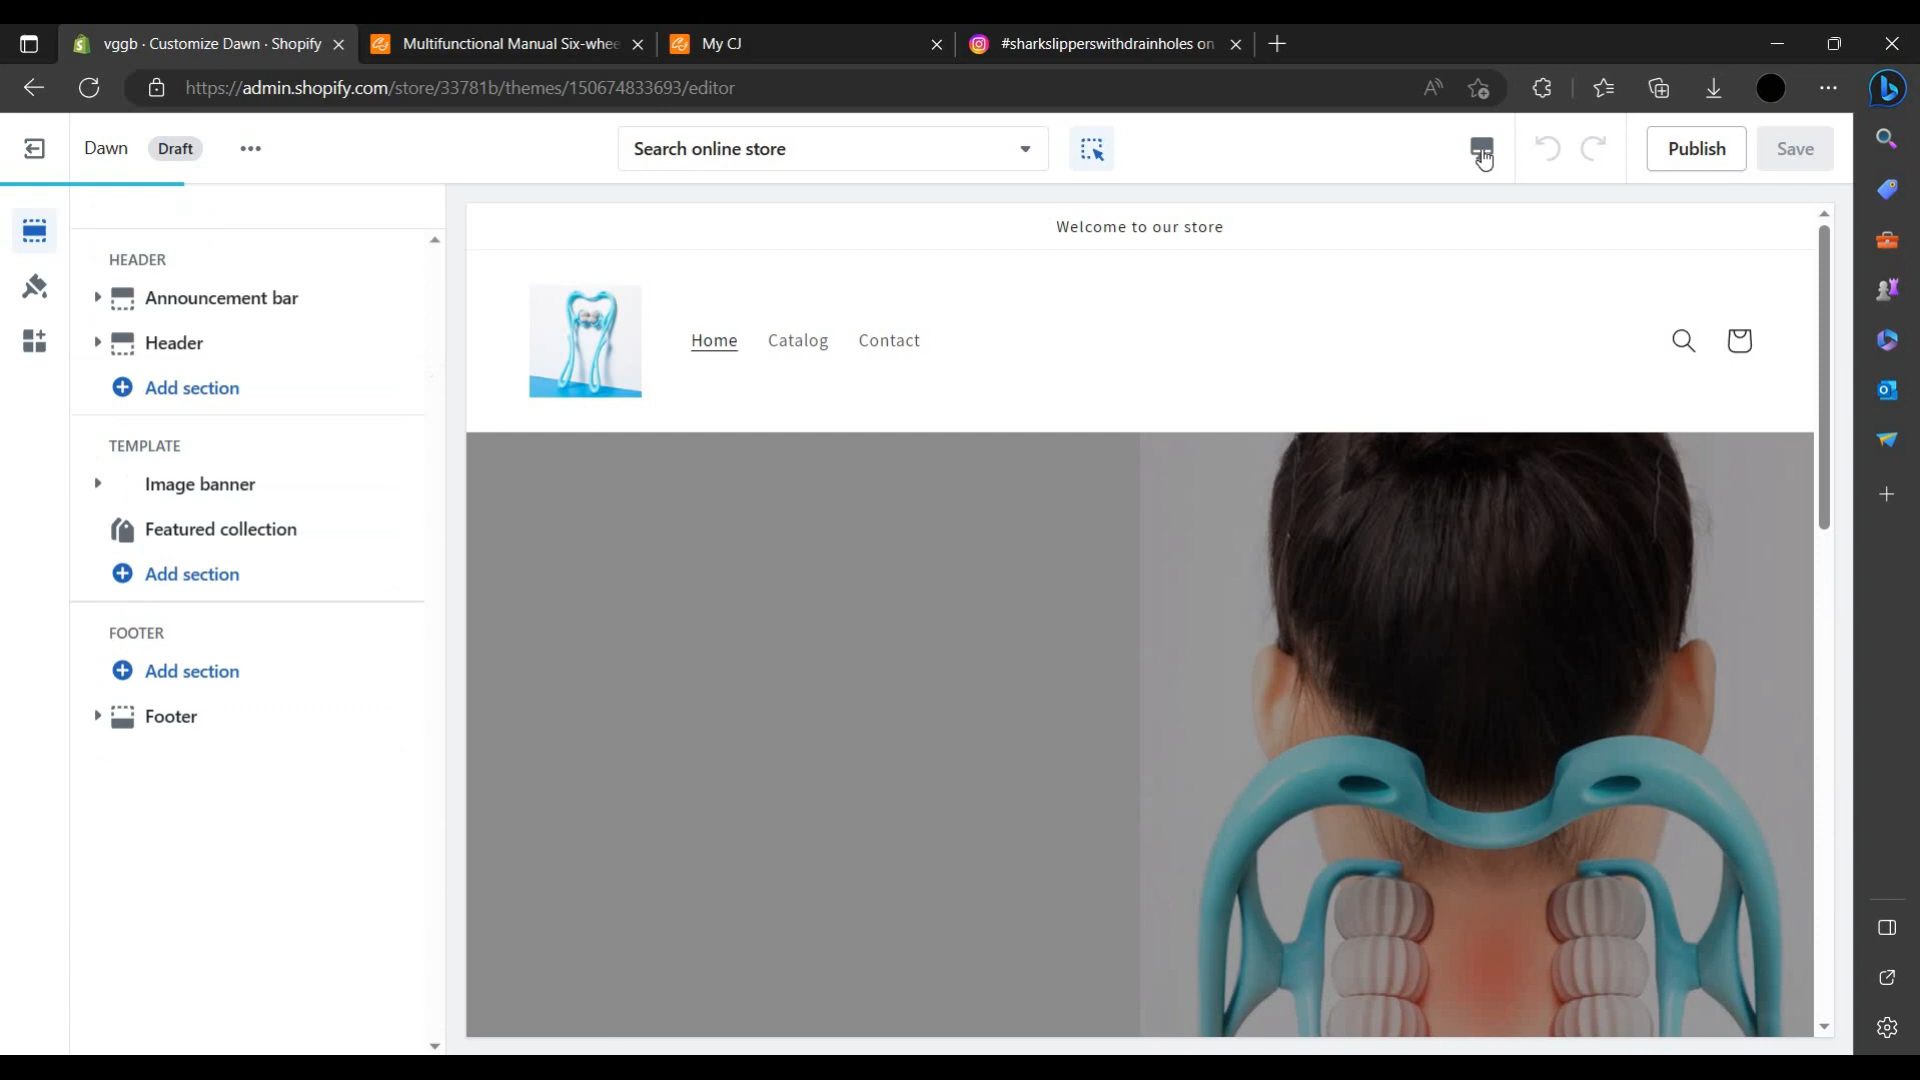 vggb · Customize Dawn · Shopify
Multifunctional Manual Six-whee
My CJ
#sharkslipperswithdrainholes on
https://admin.shopify.com/store/33781b/themes/150674833693/editor
Dawn
Draft
Search online store
Publish
Save
HEADER
Announcement bar
Header
Add section
TEMPLATE
Image banner
Featured collection
Add section
FOOTER
Add section
Footer
Welcome to our store
Home
Catalog
Contact